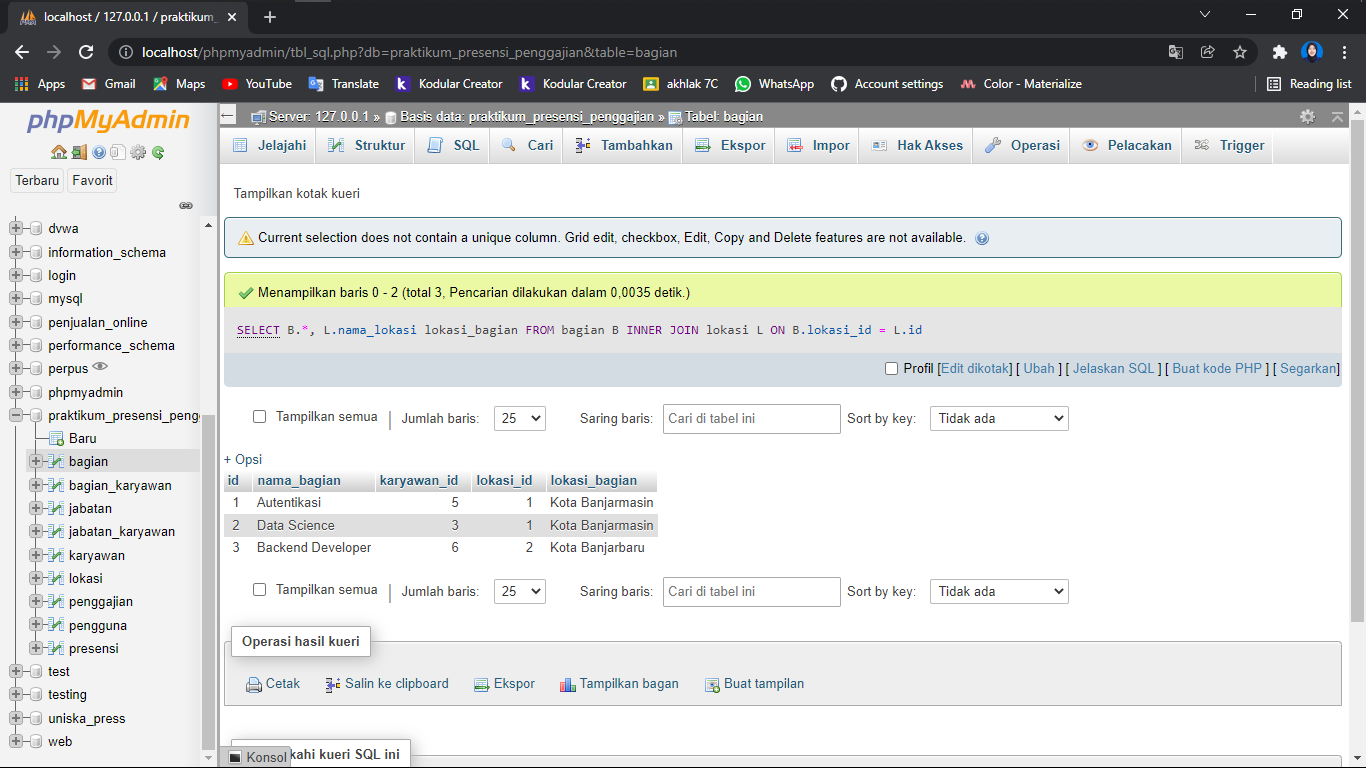 localhost / 127.0.0.1 / praktikum_
localhost/phpmyadmin/tbl_sql.php?db=praktikum_presensi_penggajian&table=bagian
Apps Gmail Maps YouTube Translate Kodular Creator Kodular Creator akhlak 7C WhatsApp Account settings Color - Materialize Reading list
phpMyAdmin
Terbaru Favorit
dvwa
information_schema
login
mysql
penjualan_online
performance_schema
perpus
phpmyadmin
praktikum_presensi_peng
Baru
bagian
bagian_karyawan
jabatan
jabatan_karyawan
karyawan
lokasi
penggajian
pengguna
presensi
test
testing
uniska_press
web
Server: 127.0.0.1 » Basis data: praktikum_presensi_penggajian » Tabel: bagian
Jelajahi Struktur SQL Cari Tambahkan Ekspor Impor Hak Akses Operasi Pelacakan Trigger
Tampilkan kotak kueri
Current selection does not contain a unique column. Grid edit, checkbox, Edit, Copy and Delete features are not available.
Menampilkan baris 0 - 2 (total 3, Pencarian dilakukan dalam 0,0035 detik.)
SELECT B.*, L.nama_lokasi lokasi_bagian FROM bagian B INNER JOIN lokasi L ON B.lokasi_id = L.id
Profil [Edit dikotak] [ Ubah ] [ Jelaskan SQL ] [ Buat kode PHP ] [ Segarkan]
Tampilkan semua | Jumlah baris: 25 Saring baris: Cari di tabel ini Sort by key: Tidak ada
+ Opsi
id nama_bagian karyawan_id lokasi_id lokasi_bagian
1 Autentikasi 5 1 Kota Banjarmasin
2 Data Science 3 1 Kota Banjarmasin
3 Backend Developer 6 2 Kota Banjarbaru
Tampilkan semua | Jumlah baris: 25 Saring baris: Cari di tabel ini Sort by key: Tidak ada
Operasi hasil kueri
Cetak Salin ke clipboard Ekspor Tampilkan bagan Buat tampilan
Konsol kahi kueri SQL ini